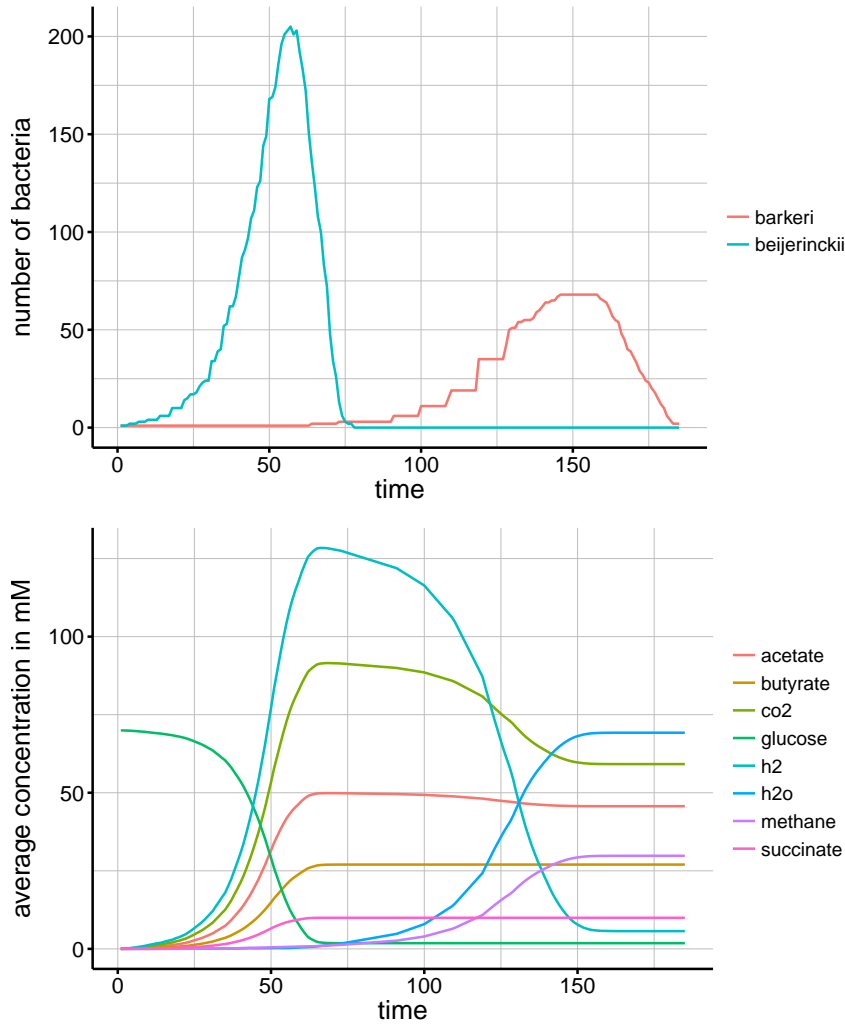 number of bacteria
200
150
100
50
0
0 50 100 150
time
barkeri
beijerinckii
average concentration in mM
100
50
0
0 50 100 150
time
acetate
butyrate
co2
glucose
h2
h2o
methane
succinate